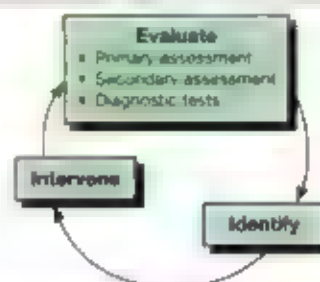 Evaluate
• Primary assessment
• Secondary assessment
• Diagnostic tests
Intervene
Identify